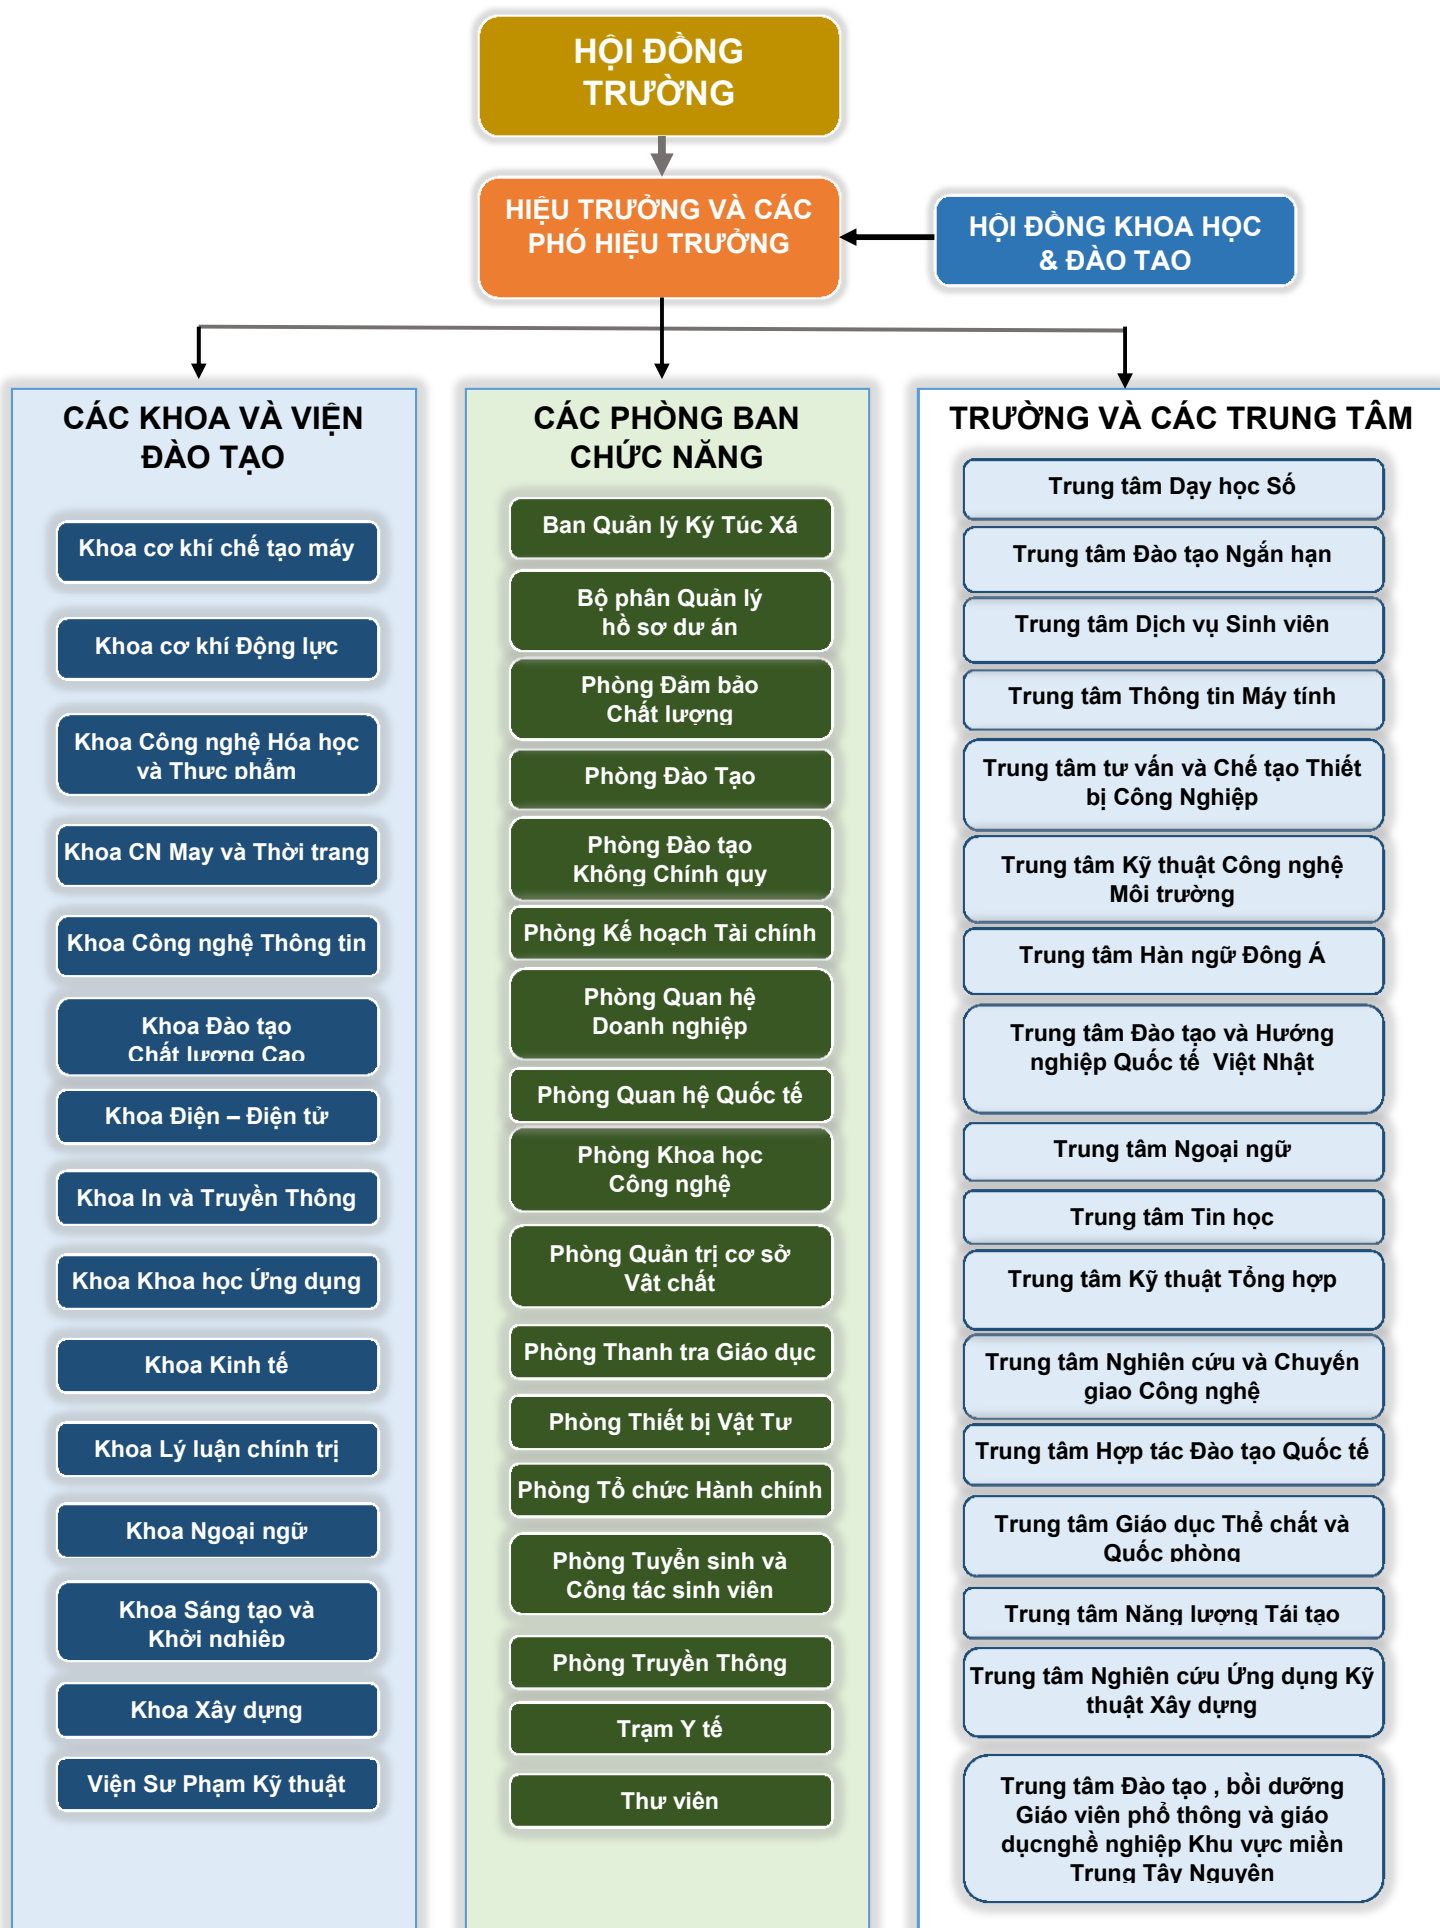 HỘI ĐỒNG
TRƯỜNG
HIỆU TRƯỞNG VÀ CÁC
PHÓ HIỆU TRƯỞNG
HỘI ĐỒNG KHOA HỌC
& ĐÀO TAO
CÁC KHOA VÀ VIỆN
ĐÀO TẠO
Khoa cơ khí chế tạo máy
Khoa cơ khí Động lực
Khoa Công nghệ Hóa học
và Thực phẩm
Khoa CN May và Thời trang
Khoa Công nghệ Thông tin
Khoa Đào tạo
Chất lượng Cao
Khoa Điện – Điện tử
Khoa In và Truyền Thông
Khoa Khoa học Ứng dụng
Khoa Kinh tế
Khoa Lý luận chính trị
Khoa Ngoại ngữ
Khoa Sáng tạo và
Khởi nghiệp
Khoa Xây dựng
Viện Sư Phạm Kỹ thuật
CÁC PHÒNG BAN
CHỨC NĂNG
Ban Quản lý Ký Túc Xá
Bộ phân Quản lý
hồ sơ dư án
Phòng Đảm bảo
Chất lượng
Phòng Đào Tạo
Phòng Đào tạo
Không Chính quy
Phòng Kế hoạch Tài chính
Phòng Quan hệ
Doanh nghiệp
Phòng Quan hệ Quốc tế
Phòng Khoa học
Công nghệ
Phòng Quản trị cơ sở
Vật chất
Phòng Thanh tra Giáo dục
Phòng Thiết bị Vật Tư
Phòng Tổ chức Hành chính
Phòng Tuyển sinh và
Công tác sinh viên
Phòng Truyền Thông
Trạm Y tế
Thư viên
TRƯỜNG VÀ CÁC TRUNG TÂM
Trung tâm Dạy học Số
Trung tâm Đào tạo Ngắn hạn
Trung tâm Dịch vụ Sinh viên
Trung tâm Thông tin Máy tính
Trung tâm tư vấn và Chế tạo Thiết
bị Công Nghiệp
Trung tâm Kỹ thuật Công nghệ
Môi trường
Trung tâm Hàn ngữ Đông Á
Trung tâm Đào tạo và Hướng
nghiệp Quốc tế Việt Nhật
Trung tâm Ngoại ngữ
Trung tâm Tin học
Trung tâm Kỹ thuật Tổng hợp
Trung tâm Nghiên cứu và Chuyển
giao Công nghệ
Trung tâm Hợp tác Đào tạo Quốc tế
Trung tâm Giáo dục Thể chất và
Quốc phòng
Trung tâm Năng lượng Tái tạo
Trung tâm Nghiên cứu Ứng dụng Kỹ
thuật Xây dựng
Trung tâm Đào tạo , bồi dưỡng
Giáo viên phổ thông và giáo
dụcnghề nghiệp Khu vực miền
Trung Tây Nguyên